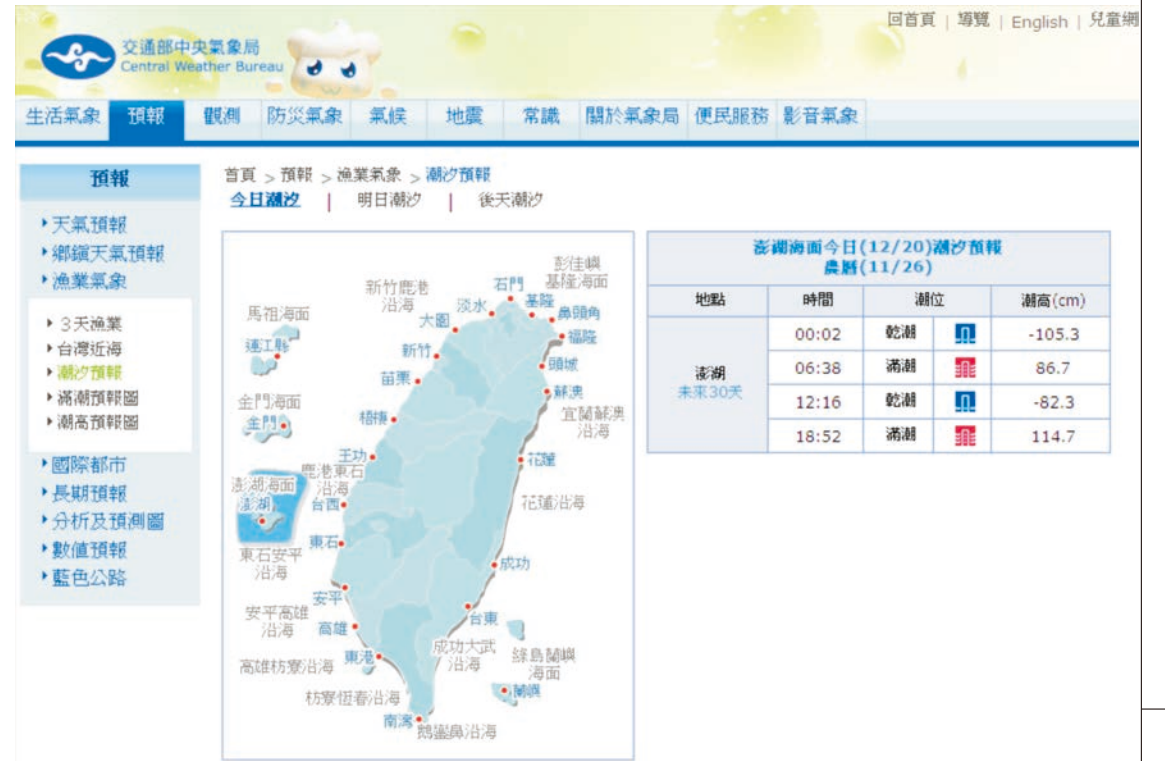 回首頁 | 導覽 | English | 兒童網
交通部中央氣象局
Central Weather Bureau
生活氣象 預報 觀測 防災氣象 氣候 地震 常識 關於氣象局 便民服務 影音氣象
預報
天氣預報
鄉鎮天氣預報
漁業氣象
3天漁業
台灣近海
潮汐預報
滿潮預報圖
潮高預報圖
國際都市
長期預報
分析及預測圖
數值預報
藍色公路
首頁 > 預報 > 漁業氣象 > 潮汐預報
今日潮汐 | 明日潮汐 | 後天潮汐
彭佳嶼
基隆海面
石門
新竹鹿港
沿海
淡水
基隆
鼻頭角
馬祖海面
大園
福隆
連江縣
新竹
頭城
苗栗
蘇澳
金門海面
宜蘭蘇澳
沿海
梧棲
金門
王功
花蓮
鹿港東石
沿海
澎湖海面
澎湖
台西
花蓮沿海
東石
東石安平
沿海
成功
安平
安平高雄
沿海
台東
高雄
成功大武
沿海
綠島蘭嶼
海面
東港
高雄枋寮沿海
蘭嶼
枋寮恆春沿海
南灣
鵝鑾鼻沿海
澎湖海面今日(12/20)潮汐預報
農曆(11/26)
地點 時間 潮位 潮高(cm)
澎湖
未來30天
00:02 乾潮 -105.3
06:38 滿潮 86.7
12:16 乾潮 -82.3
18:52 滿潮 114.7